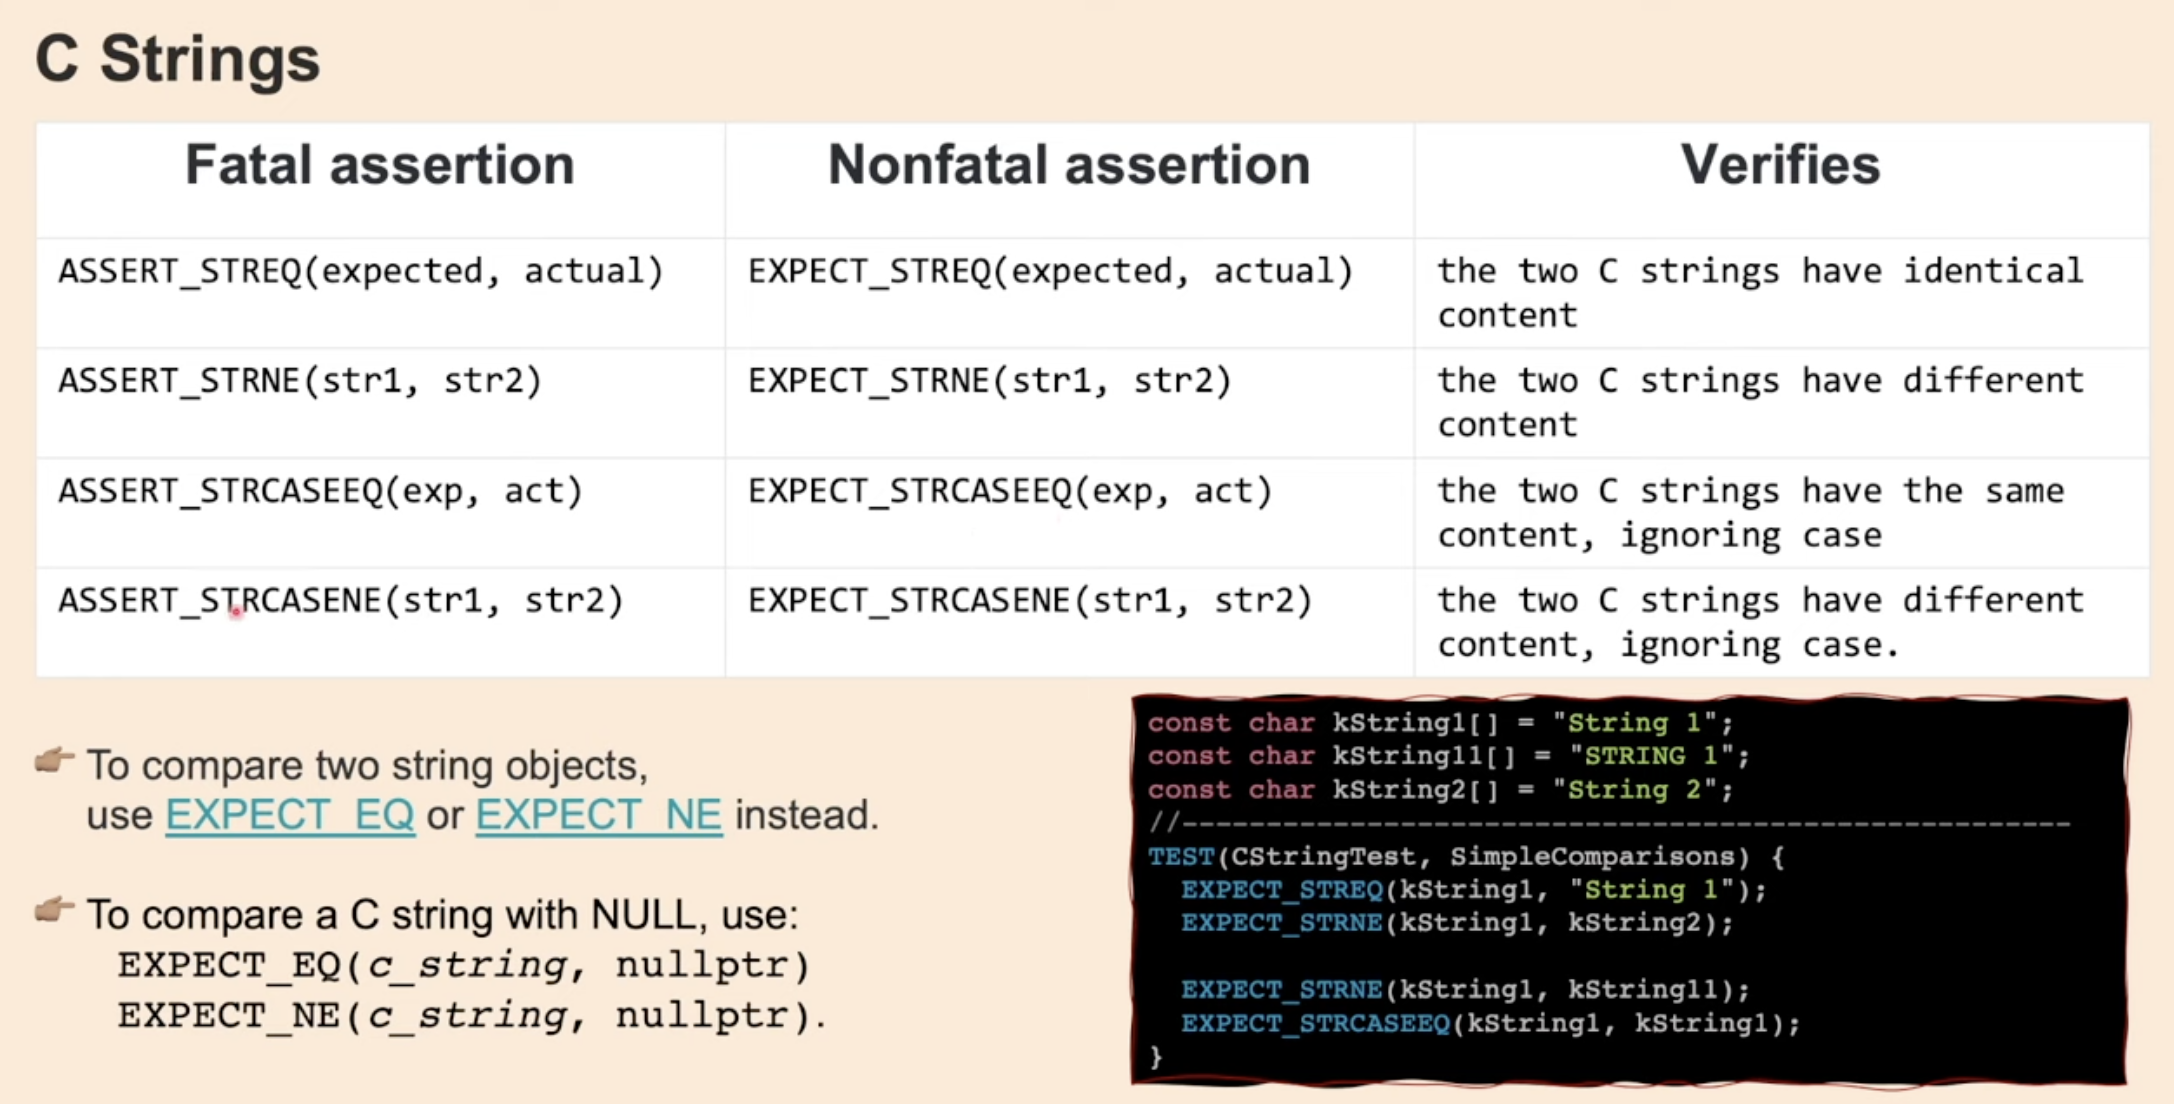 C Strings
Fatal assertion
Nonfatal assertion
Verifies
ASSERT_STREQ(expected, actual)
EXPECT_STREQ(expected, actual)
the two C strings have identical
content
ASSERT_STRNE(str1, str2)
EXPECT_STRNE(str1, str2)
the two C strings have different
content
ASSERT_STRCASEEQ(exp, act)
EXPECT_STRCASEEQ(exp, act)
the two C strings have the same
content, ignoring case
ASSERT_STRCASENE(str1, str2)
EXPECT_STRCASENE(str1, str2)
the two C strings have different
content, ignoring case.
To compare two string objects,
use EXPECT_EQ or EXPECT_NE instead.
To compare a C string with NULL, use:
EXPECT_EQ(c_string, nullptr)
EXPECT_NE(c_string, nullptr).
const char kString1[] = "String 1";
const char kString11[] = "STRING 1";
const char kString2[] = "String 2";
//-----------------------------------------------------
TEST(CStringTest, SimpleComparisons) {
EXPECT_STREQ(kString1, "String 1");
EXPECT_STRNE(kString1, kString2);
EXPECT_STRNE(kString1, kString11);
EXPECT_STRCASEEQ(kString1, kString1);
}